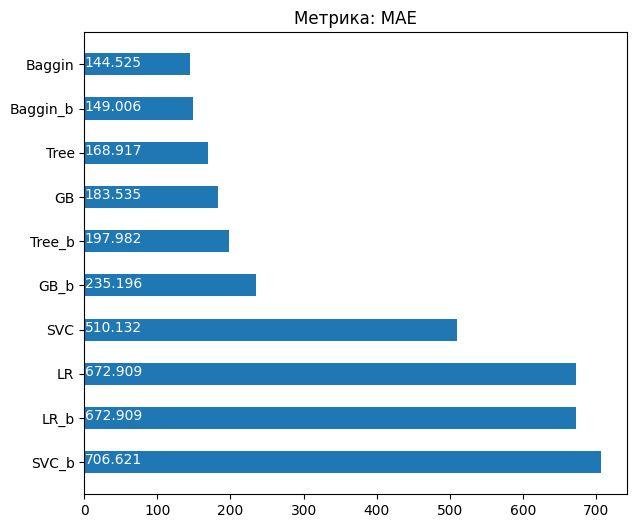 Метрика: MAE
Baggin 144.525
Baggin_b 149.006
Tree 168.917
GB 183.535
Tree_b 197.982
GB_b 235.196
SVC 510.132
LR 672.909
LR_b 672.909
SVC_b 706.621
0 100 200 300 400 500 600 700